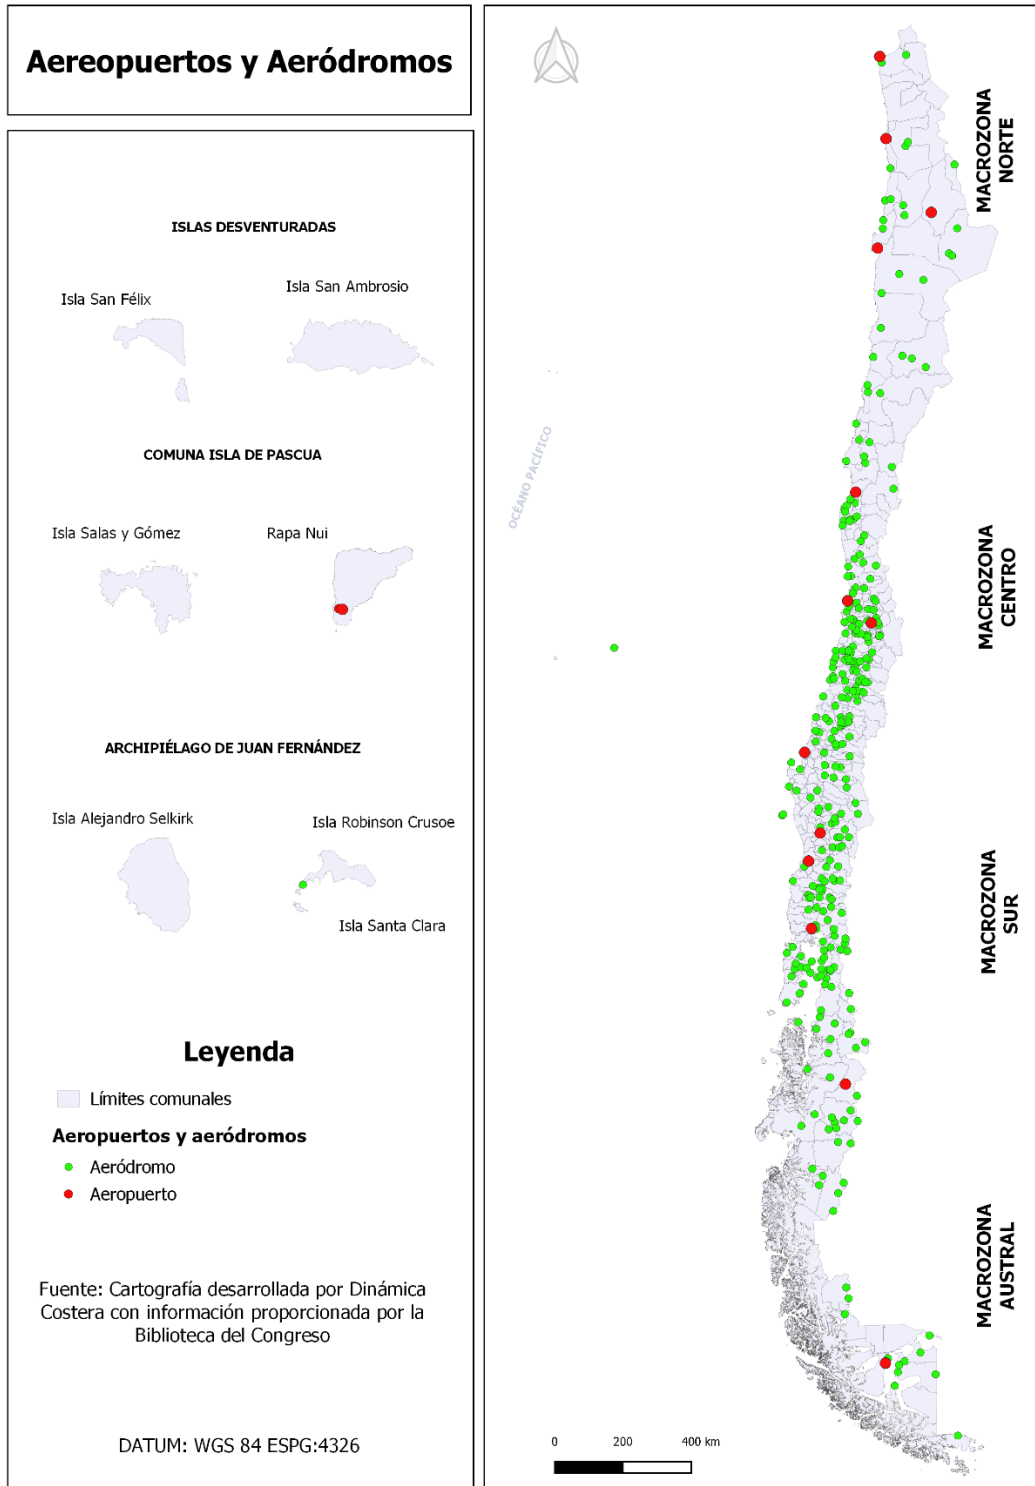 Aereopuertos y Aeródromos
ISLAS DESVENTURADAS
Isla San Félix
Isla San Ambrosio
COMUNA ISLA DE PASCUA
Isla Salas y Gómez
Rapa Nui
ARCHIPIÉLAGO DE JUAN FERNÁNDEZ
Isla Alejandro Selkirk
Isla Robinson Crusoe
Isla Santa Clara
Leyenda
Límites comunales
Aeropuertos y aeródromos
Aeródromo
Aeropuerto
Fuente: Cartografía desarrollada por Dinámica
Costera con información proporcionada por la
Biblioteca del Congreso
DATUM: WGS 84 ESPG:4326
OCÉANO PACÍFICO
MACROZONA
NORTE
MACROZONA
CENTRO
MACROZONA
SUR
MACROZONA
AUSTRAL
0 200 400 km